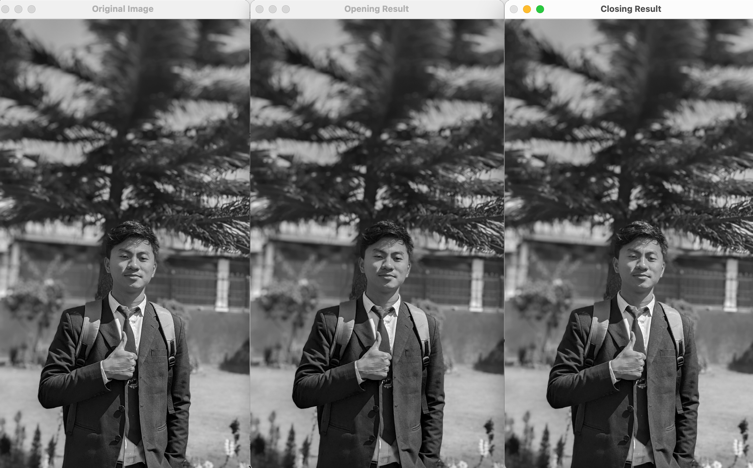 Original Image
Opening Result
Closing Result